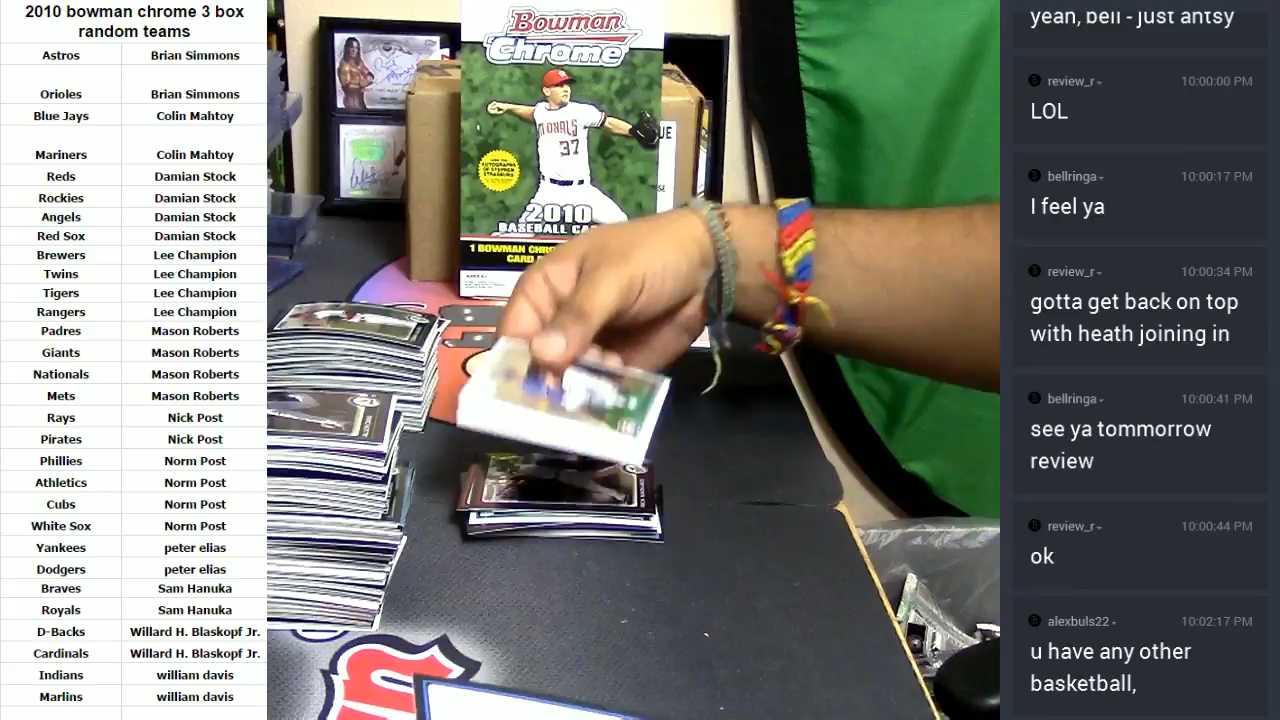 2010 bowman chrome 3 box
random teams
Astros Brian Simmons
Orioles Brian Simmons
Blue Jays Colin Mahtoy
Mariners Colin Mahtoy
Reds Damian Stock
Rockies Damian Stock
Angels Damian Stock
Red Sox Damian Stock
Brewers Lee Champion
Twins Lee Champion
Tigers Lee Champion
Rangers Lee Champion
Padres Mason Roberts
Giants Mason Roberts
Nationals Mason Roberts
Mets Mason Roberts
Rays Nick Post
Pirates Nick Post
Phillies Norm Post
Athletics Norm Post
Cubs Norm Post
White Sox Norm Post
Yankees peter elias
Dodgers peter elias
Braves Sam Hanuka
Royals Sam Hanuka
D-Backs Willard H. Blaskopf Jr.
Cardinals Willard H. Blaskopf Jr.
Indians william davis
Marlins william davis
Bowman
Chrome
IONALS
37
2010
BASEBALL CA
1 BOWMAN CHRO
CARD
yeah, bell - just antsy
review_r 10:00:00 PM
LOL
bellringa 10:00:17 PM
I feel ya
review_r 10:00:34 PM
gotta get back on top
with heath joining in
bellringa 10:00:41 PM
see ya tommorrow
review
review_r 10:00:44 PM
ok
alexbuls22 10:02:17 PM
u have any other
basketball,